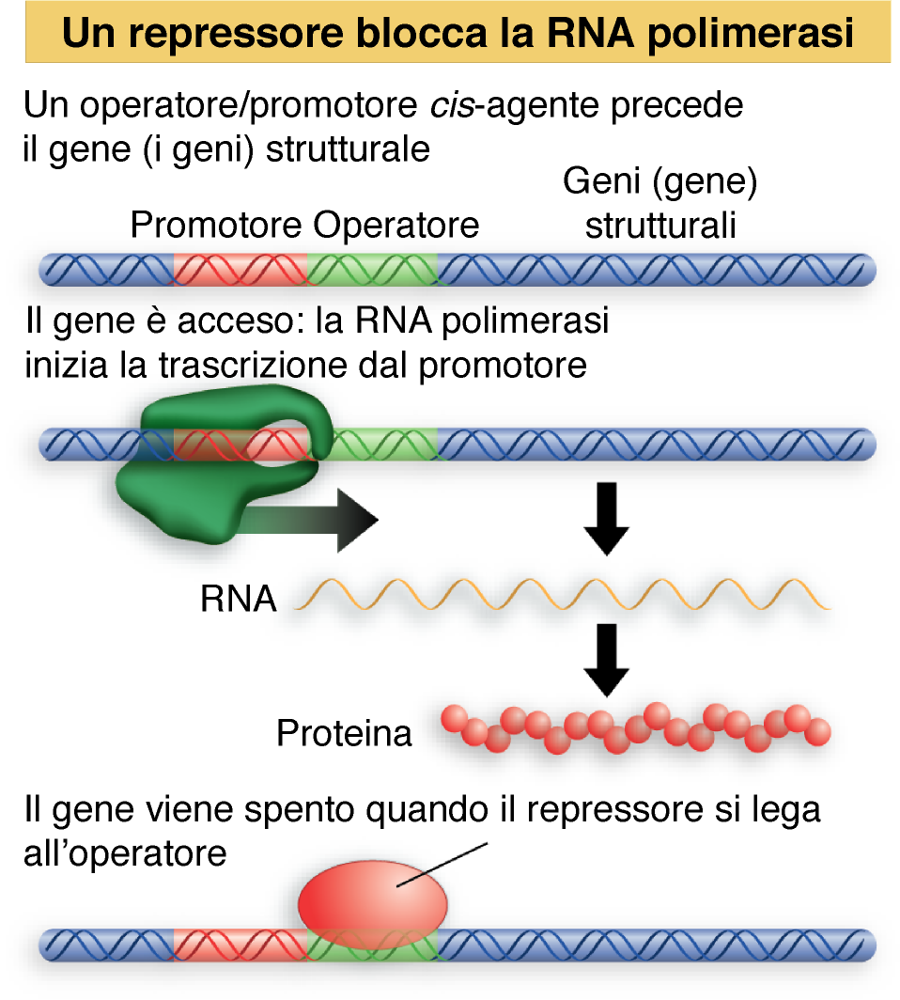 Un repressore blocca la RNA polimerasi
Un operatore/promotore cis-agente precede
il gene (i geni) strutturale
Geni (gene)
strutturali
Promotore Operatore
Il gene è acceso: la RNA polimerasi
inizia la trascrizione dal promotore
RNA
Proteina
Il gene viene spento quando il repressore si lega
all’operatore